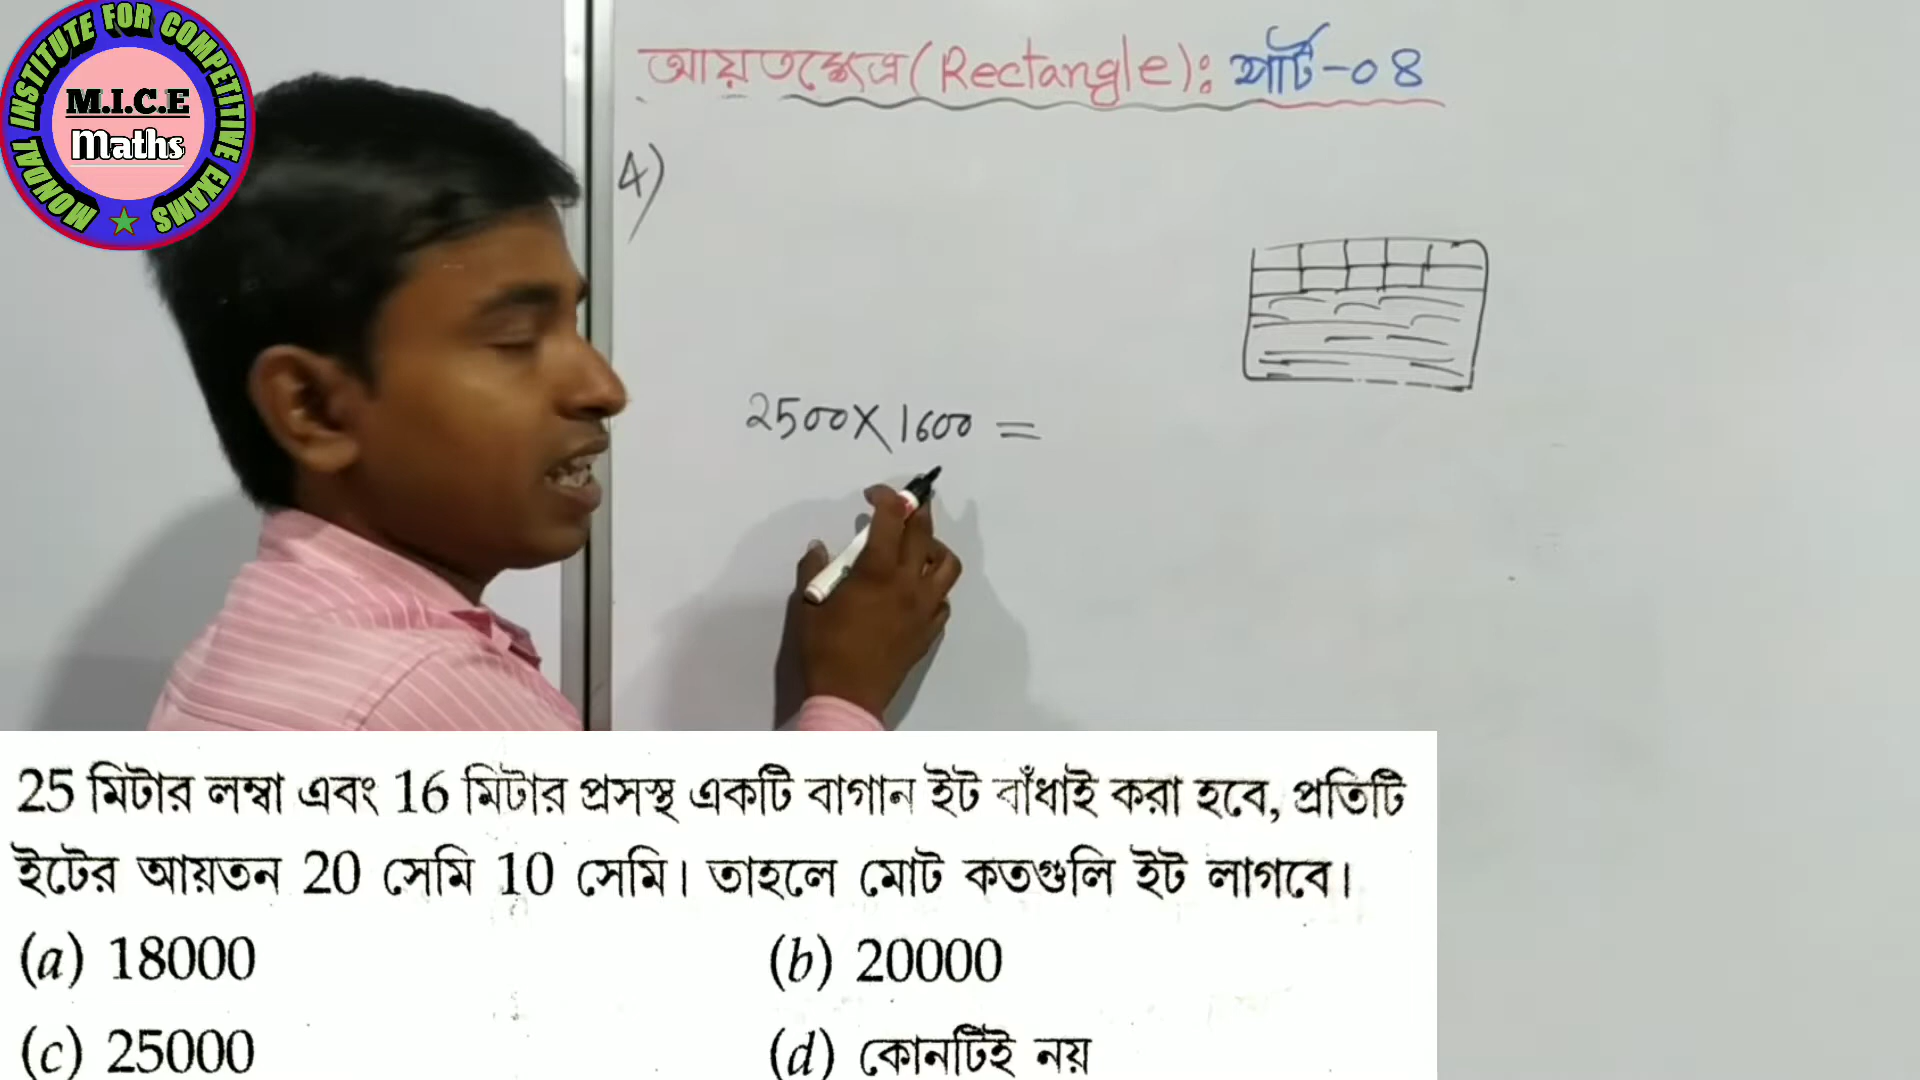 MONDAL INSTITUTE FOR COMPETITIVE EXAMS
M.I.C.E
Maths
আয়তক্ষেত্র (Rectangle): পার্ট-08
4)
2500X1600 =
25 মিটার লম্বা এবং 16 মিটার প্রসস্থ একটি বাগান ইট বাঁধাই করা হবে, প্রতিটি
ইটের আয়তন 20 সেমি 10 সেমি। তাহলে মোট কতগুলি ইট লাগবে।
(a) 18000 (b) 20000
(c) 25000 (d) কোনটিই নয়